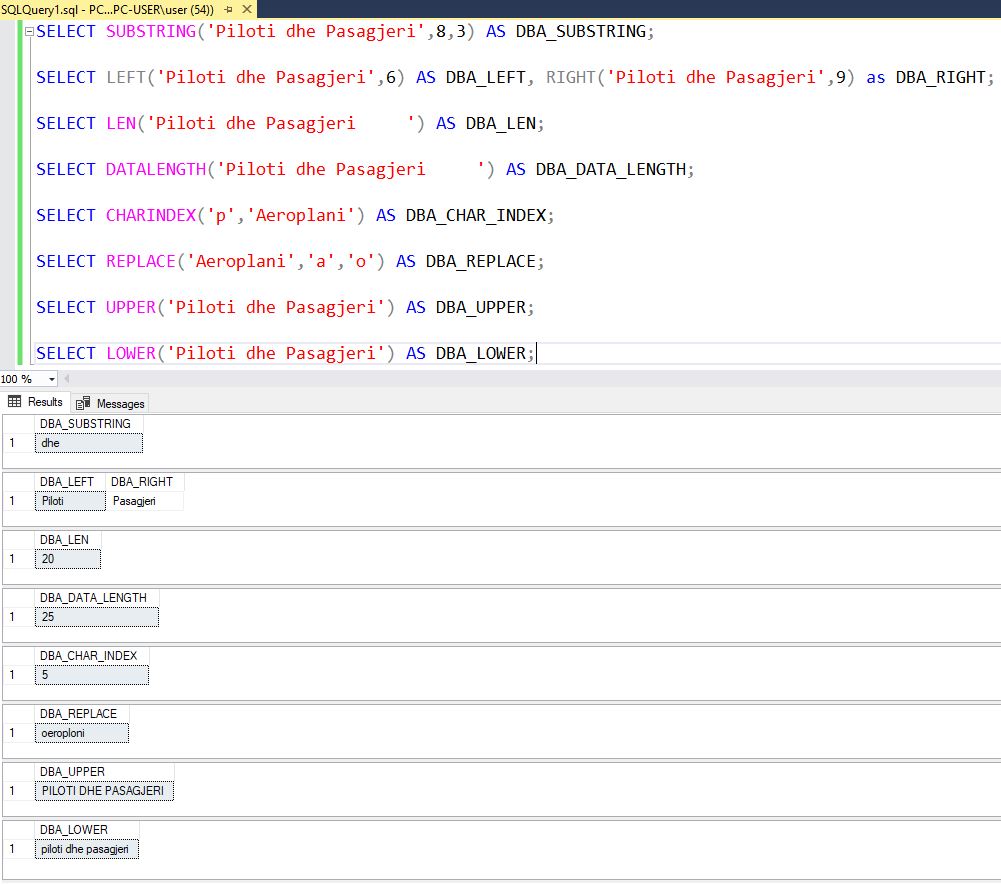 SQLQuery1.sql - PC...PC-USER\user (54))
SELECT SUBSTRING('Piloti dhe Pasagjeri',8,3) AS DBA_SUBSTRING;
SELECT LEFT('Piloti dhe Pasagjeri',6) AS DBA_LEFT, RIGHT('Piloti dhe Pasagjeri',9) as DBA_RIGHT;
SELECT LEN('Piloti dhe Pasagjeri     ') AS DBA_LEN;
SELECT DATALENGTH('Piloti dhe Pasagjeri     ') AS DBA_DATA_LENGTH;
SELECT CHARINDEX('p','Aeroplani') AS DBA_CHAR_INDEX;
SELECT REPLACE('Aeroplani','a','o') AS DBA_REPLACE;
SELECT UPPER('Piloti dhe Pasagjeri') AS DBA_UPPER;
SELECT LOWER('Piloti dhe Pasagjeri') AS DBA_LOWER;
100 %
Results Messages
DBA_SUBSTRING
1 dhe
DBA_LEFT DBA_RIGHT
1 Piloti Pasagjeri
DBA_LEN
1 20
DBA_DATA_LENGTH
1 25
DBA_CHAR_INDEX
1 5
DBA_REPLACE
1 oeroploni
DBA_UPPER
1 PILOTI DHE PASAGJERI
DBA_LOWER
1 piloti dhe pasagjeri